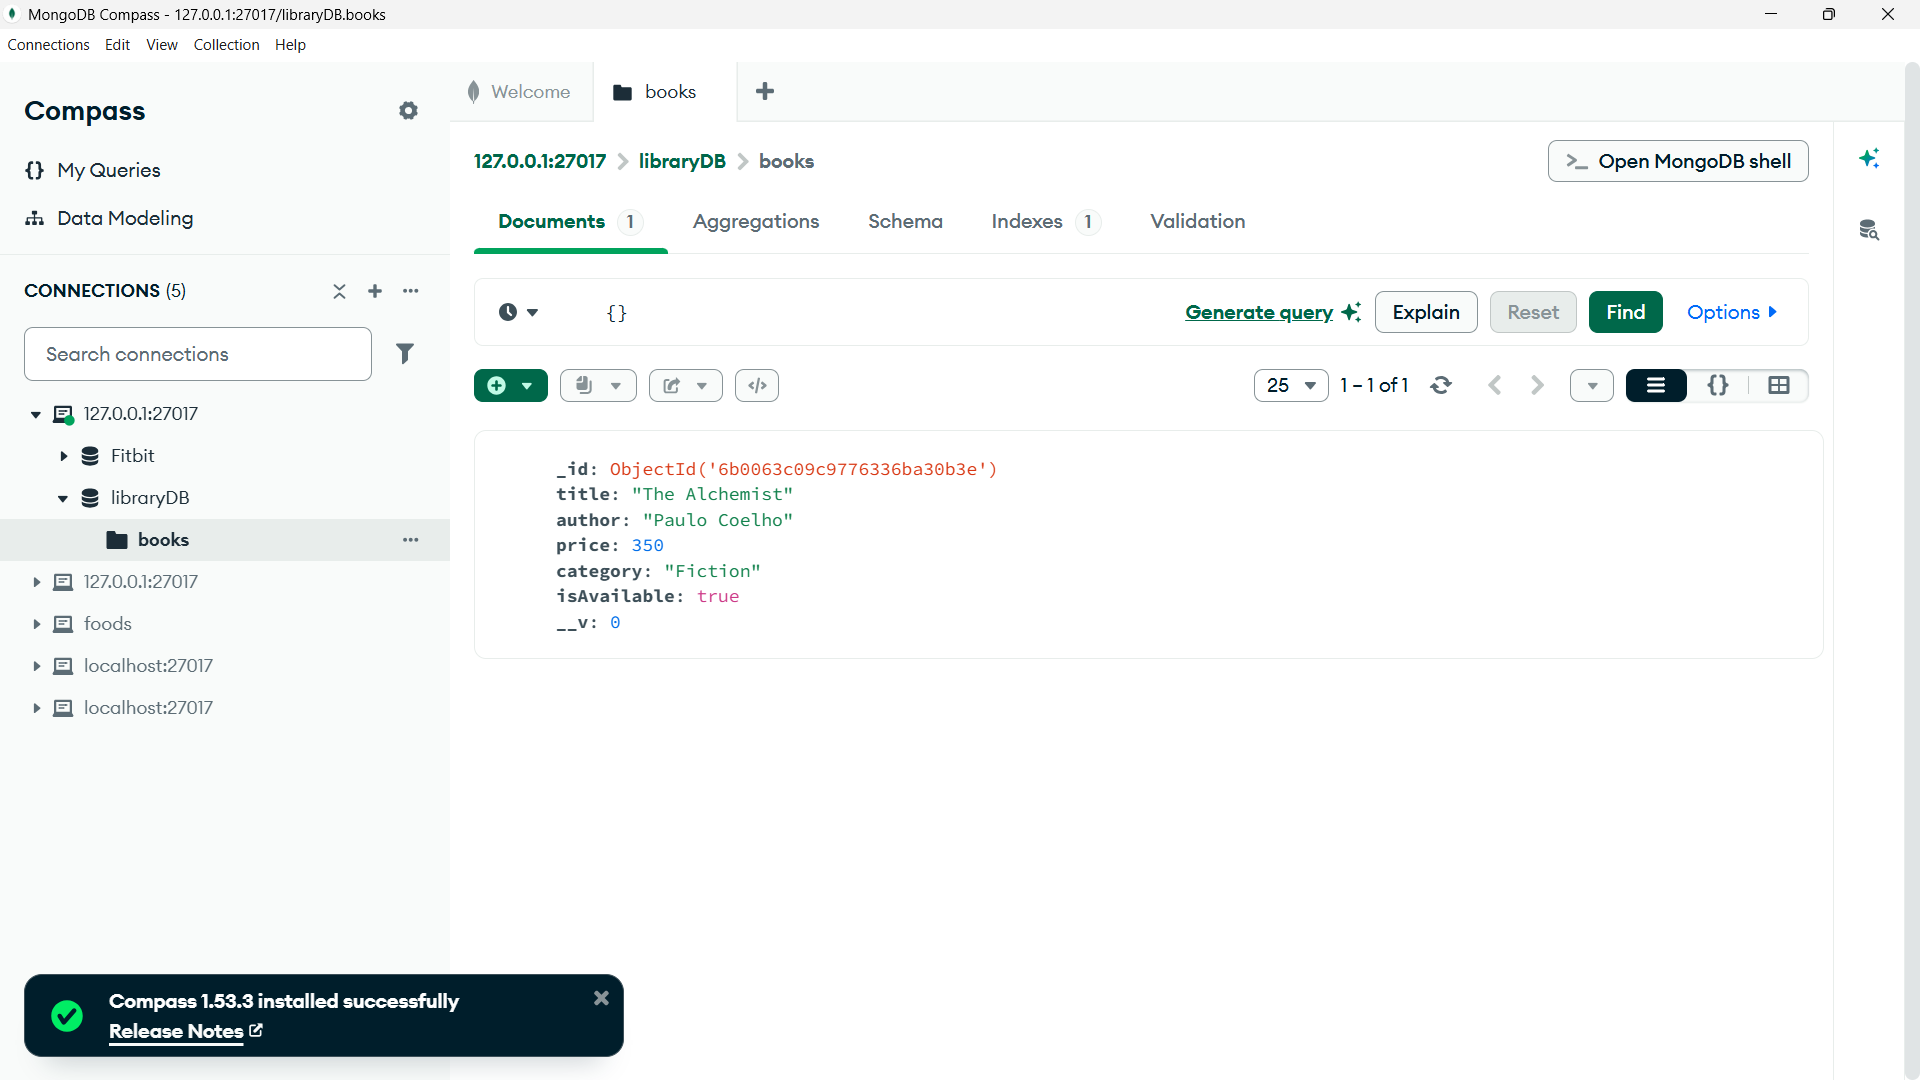 MongoDB Compass - 127.0.0.1:27017/libraryDB.books
Connections Edit View Collection Help
Compass
My Queries
Data Modeling
CONNECTIONS (5)
Search connections
127.0.0.1:27017
Fitbit
libraryDB
books
127.0.0.1:27017
foods
localhost:27017
localhost:27017
Welcome
books
127.0.0.1:27017 > libraryDB > books
>_ Open MongoDB shell
Documents 1 Aggregations Schema Indexes 1 Validation
{} Generate query Explain Reset Find Options
25 1 – 1 of 1
_id: ObjectId('6b0063c09c9776336ba30b3e')
title: "The Alchemist"
author: "Paulo Coelho"
price: 350
category: "Fiction"
isAvailable: true
__v: 0
Compass 1.53.3 installed successfully
Release Notes